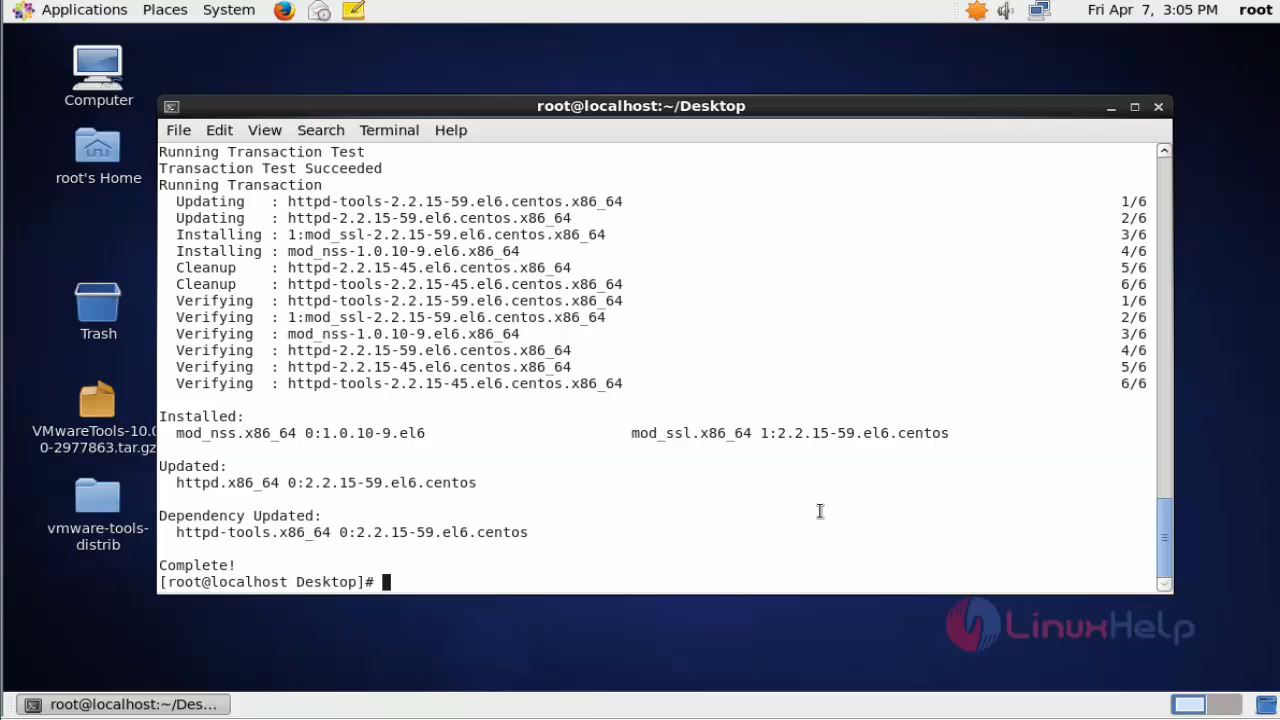 Applications Places System Fri Apr 7, 3:05 PM root
Computer
root's Home
Trash
VMwareTools-10.0
0-2977863.tar.gz
vmware-tools-
distrib
root@localhost:~/Desktop
File Edit View Search Terminal Help
Running Transaction Test
Transaction Test Succeeded
Running Transaction
Updating : httpd-tools-2.2.15-59.el6.centos.x86_64 1/6
Updating : httpd-2.2.15-59.el6.centos.x86_64 2/6
Installing : 1:mod_ssl-2.2.15-59.el6.centos.x86_64 3/6
Installing : mod_nss-1.0.10-9.el6.x86_64 4/6
Cleanup : httpd-2.2.15-45.el6.centos.x86_64 5/6
Cleanup : httpd-tools-2.2.15-45.el6.centos.x86_64 6/6
Verifying : httpd-tools-2.2.15-59.el6.centos.x86_64 1/6
Verifying : 1:mod_ssl-2.2.15-59.el6.centos.x86_64 2/6
Verifying : mod_nss-1.0.10-9.el6.x86_64 3/6
Verifying : httpd-2.2.15-59.el6.centos.x86_64 4/6
Verifying : httpd-2.2.15-45.el6.centos.x86_64 5/6
Verifying : httpd-tools-2.2.15-45.el6.centos.x86_64 6/6
Installed:
mod_nss.x86_64 0:1.0.10-9.el6 mod_ssl.x86_64 1:2.2.15-59.el6.centos
Updated:
httpd.x86_64 0:2.2.15-59.el6.centos
Dependency Updated:
httpd-tools.x86_64 0:2.2.15-59.el6.centos
Complete!
[root@localhost Desktop]#
LinuxHelp
root@localhost:~/Des...